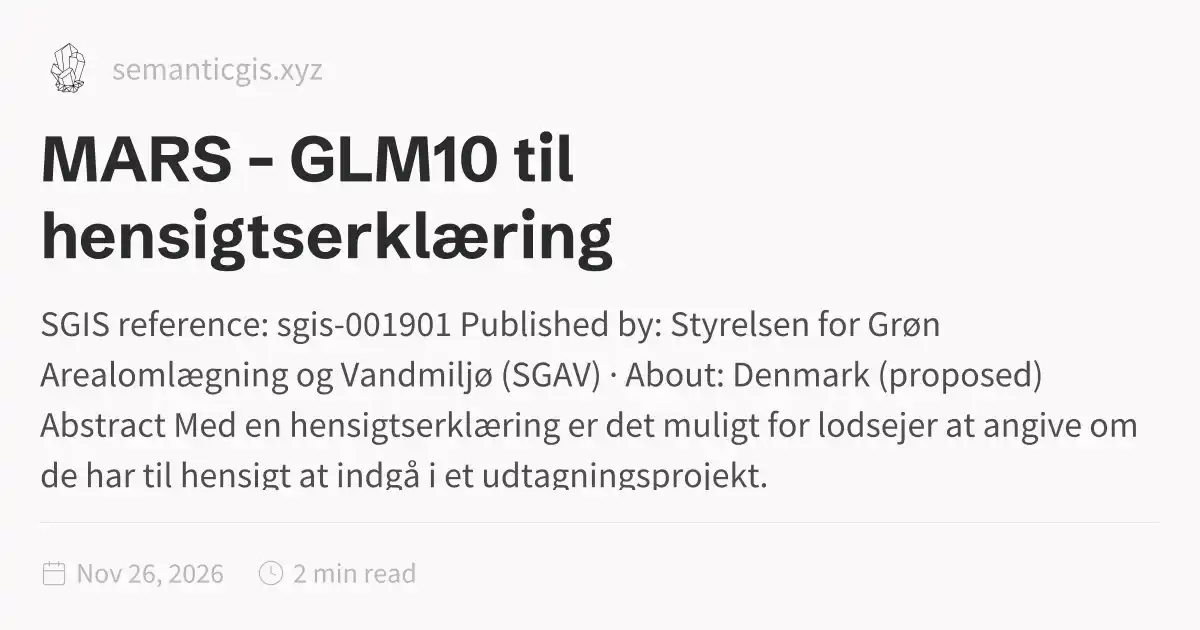 semanticgis.xyz
MARS - GLM10 til
hensigtserklæring
SGIS reference: sgis-001901 Published by: Styrelsen for Grøn
Arealomlægning og Vandmiljø (SGAV) · About: Denmark (proposed)
Abstract Med en hensigtserklæring er det muligt for lodsejer at angive om
de har til hensigt at indgå i et udtagningsprojekt.
Nov 26, 2026 2 min read